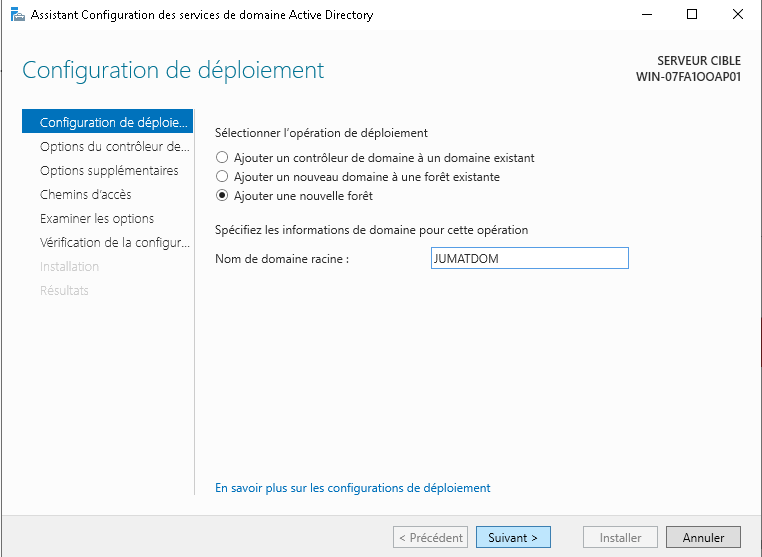 Assistant Configuration des services de domaine Active Directory
Configuration de déploiement
SERVEUR CIBLE
WIN-07FA1OOAP01
Configuration de déploie...
Options du contrôleur de...
Options supplémentaires
Chemins d'accès
Examiner les options
Vérification de la configur...
Installation
Résultats
Sélectionner l'opération de déploiement
Ajouter un contrôleur de domaine à un domaine existant
Ajouter un nouveau domaine à une forêt existante
Ajouter une nouvelle forêt
Spécifiez les informations de domaine pour cette opération
Nom de domaine racine : JUMATDOM
En savoir plus sur les configurations de déploiement
< Précédent Suivant > Installer Annuler